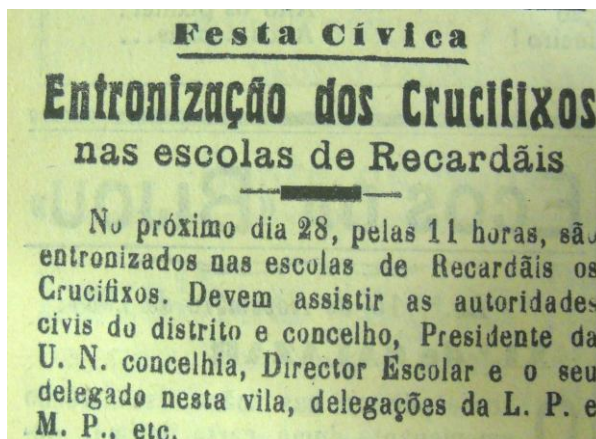 Festa Cívica
Entronização dos Crucifixos
nas escolas de Recardãis
No próximo dia 28, pelas 11 horas, são
entronizados nas escolas de Recardãis os
Crucifixos. Devem assistir as autoridades
civis do distrito e concelho, Presidente da
U. N. concelhia, Director Escolar e o seu
delegado nesta vila, delegações da L. P. e
M. P., etc.